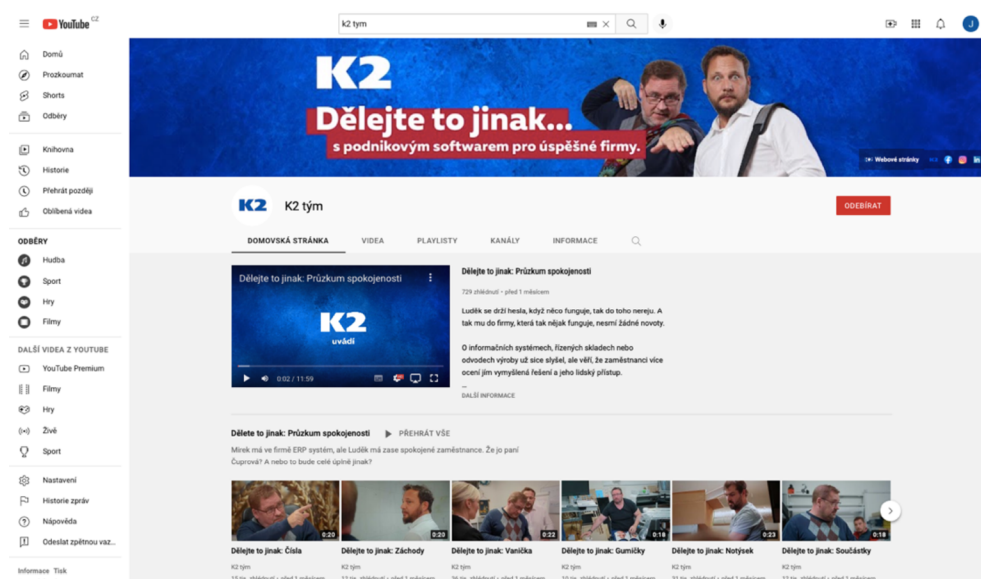 YouTube CZ
k2 tym
J
Domů
Prozkoumat
Shorts
Odběry
Knihovna
Historie
Přehrát později
Oblíbená videa
ODBĚRY
Hudba
Sport
Hry
Filmy
DALŠÍ VIDEA Z YOUTUBE
YouTube Premium
Filmy
Hry
Živě
Sport
Nastavení
Historie zpráv
Nápověda
Odeslat zpětnou vaz...
Informace Tisk
K2
Dělejte to jinak...
s podnikovým softwarem pro úspěšné firmy.
Webové stránky
K2
K2 tým
ODEBÍRAT
DOMOVSKÁ STRÁNKA VIDEA PLAYLISTY KANÁLY INFORMACE
Dělejte to jinak: Průzkum spokojenosti
K2
uvádí
0:02 / 11:59
Dělejte to jinak: Průzkum spokojenosti
729 zhlédnutí • před 1 měsícem
Luděk se drží hesla, když něco funguje, tak do toho nereju. A
tak mu do firmy, která tak nějak funguje, nesmí žádné novoty.
O informačních systémech, řízených skladech nebo
odvodech výroby už sice slyšel, ale věří, že zaměstnanci více
ocení jím vymyšlená řešení a jeho lidský přístup.
...
DALŠÍ INFORMACE
Dělete to jinak: Průzkum spokojenosti PŘEHRÁT VŠE
Mirek má ve firmě ERP systém, ale Luděk má zase spokojené zaměstnance. Že jo paní
Čuprová? A nebo to bude celé úplně jinak?
0:20 0:20 0:22 0:18 0:23 0:18
Dělejte to jinak: Čísla Dělejte to jinak: Záchody Dělejte to jinak: Vanička Dělejte to jinak: Gumičky Dělejte to jinak: Notýsek Dělejte to jinak: Součástky
K2 tým K2 tým K2 tým K2 tým K2 tým K2 tým